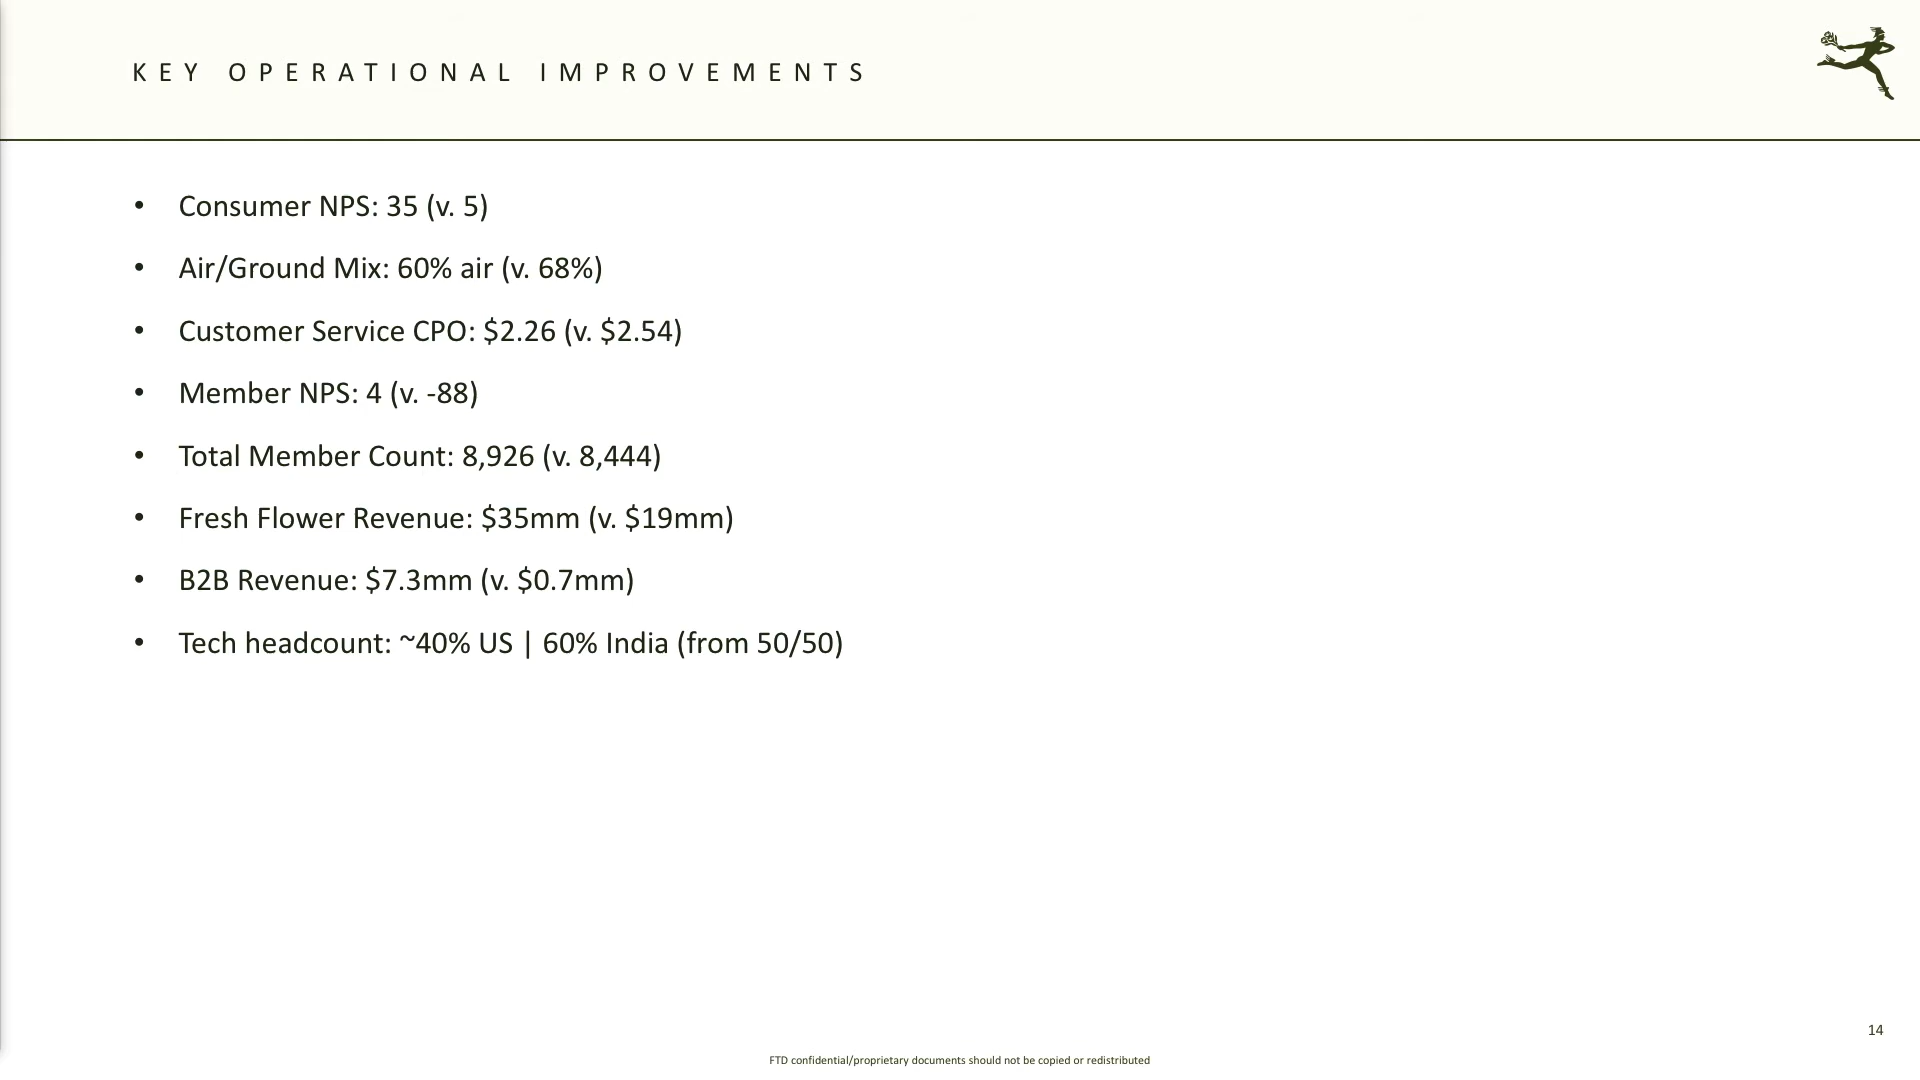 KEY OPERATIONAL IMPROVEMENTS
• Consumer NPS: 35 (v. 5)
• Air/Ground Mix: 60% air (v. 68%)
• Customer Service CPO: $2.26 (v. $2.54)
• Member NPS: 4 (v. -88)
• Total Member Count: 8,926 (v. 8,444)
• Fresh Flower Revenue: $35mm (v. $19mm)
• B2B Revenue: $7.3mm (v. $0.7mm)
• Tech headcount: ~40% US | 60% India (from 50/50)
14
FTD confidential/proprietary documents should not be copied or redistributed